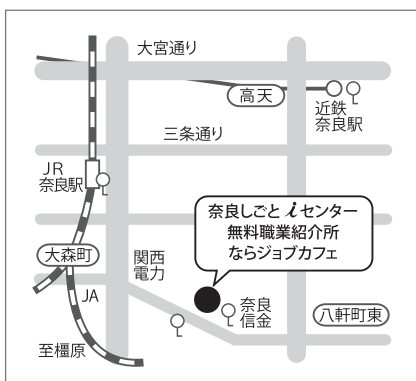 大宮通り
高天
近鉄
奈良駅
三条通り
JR
奈良駅
奈良しごとiセンター
無料職業紹介所
ならジョブカフェ
大森町
関西
電力
JA
奈良
信金
八軒町東
至橿原